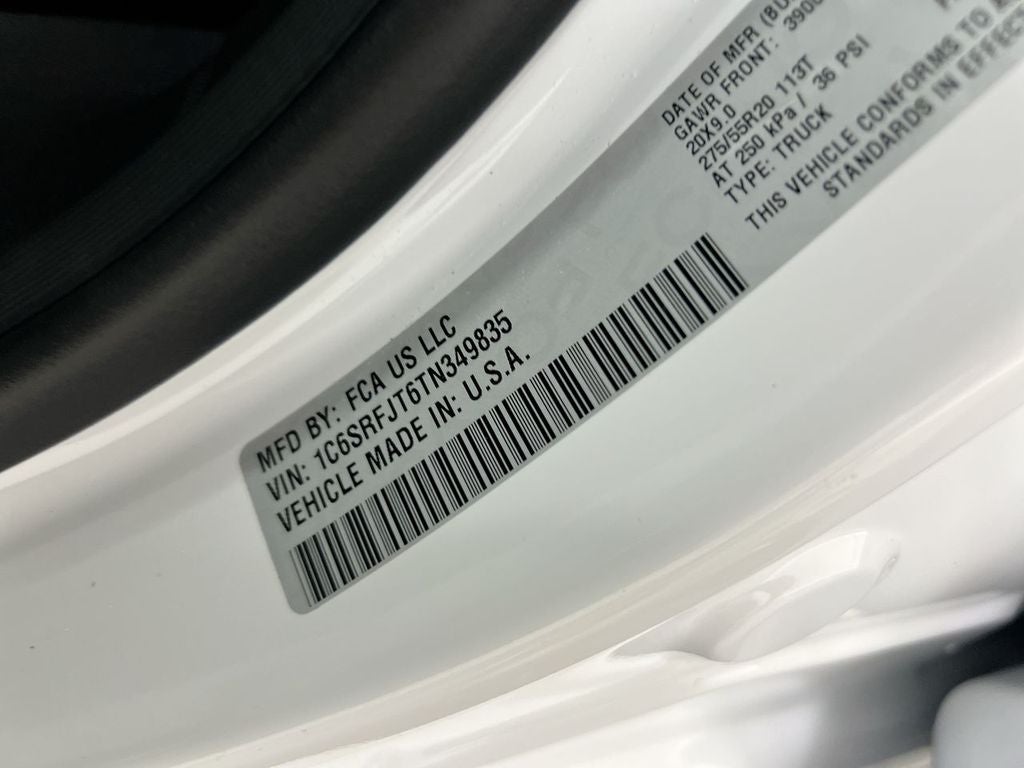 MFD BY: FCA US LLC
VIN: 1C6SRFJT6TN349835
VEHICLE MADE IN: U.S.A.
DATE OF MFR
GAWR FRONT:
20X9.0
275/55R20 113T
AT 250 kPa / 36 PSI
TYPE: TRUCK
THIS VEHICLE CONFORMS TO
STANDARDS IN EFFECT